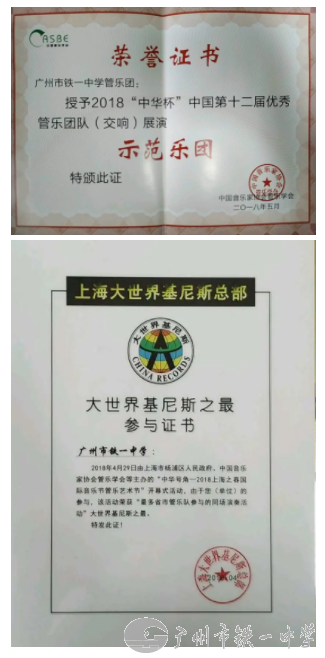 CASBE
荣誉证书
广州市铁一中学管乐团:
授予2018“中华杯”中国第十二届优秀
管乐团队（交响）展演
示范乐团
特颁此证
中国音乐家协会管乐学会
二〇一八年五月
上海大世界基尼斯总部
大世界基尼斯
CHINA RECORDS
大世界基尼斯之最
参与证书
广州市铁一中学:
2018年4月29日由上海市杨浦区人民政府、中国音乐
家协会管乐学会等主办的“中华号角—2018上海之春国
际音乐节管乐艺术节”开幕式活动，由于您（单位）的
参与，该活动荣获“最多省市管乐队参与的同场演奏活
动”大世界基尼斯之最。
特发此证！
上海大世界基尼斯总部
广州市铁一中学